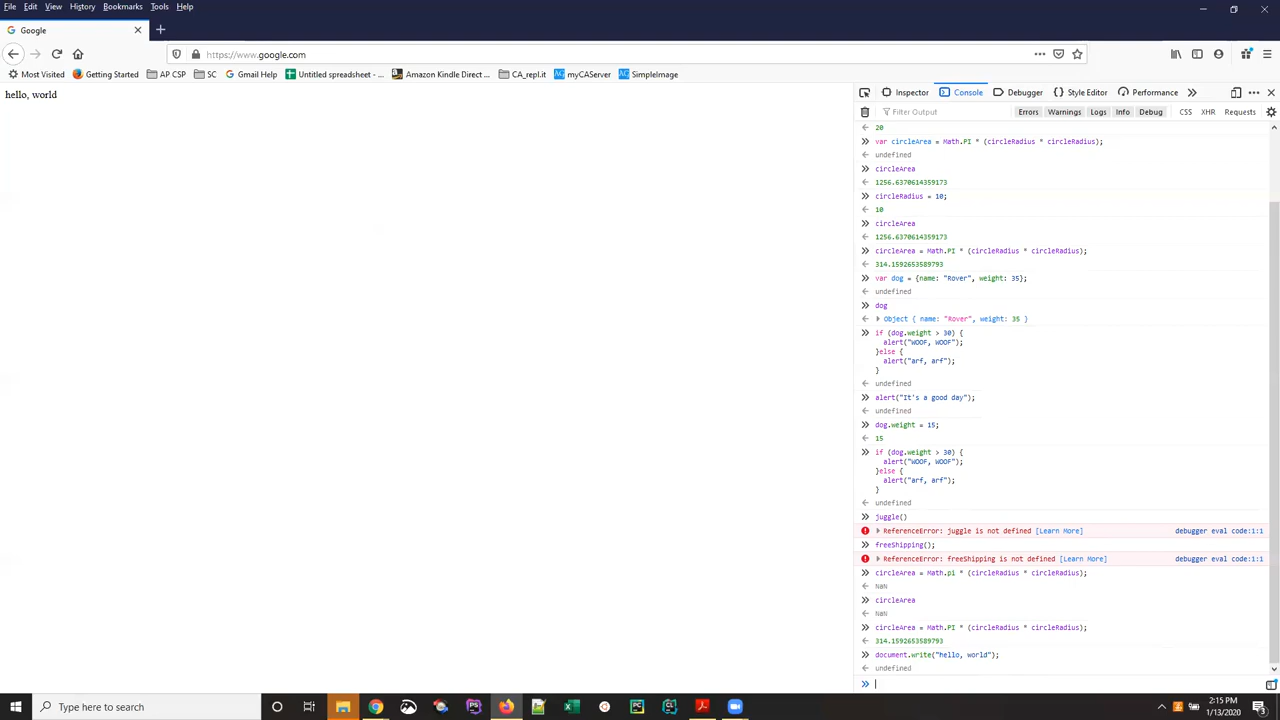 File Edit View History Bookmarks Tools Help
Google
https://www.google.com
Most Visited Getting Started AP CSP SC Gmail Help Untitled spreadsheet - ... Amazon Kindle Direct ... CA_repl.it myCAServer SimpleImage
hello, world
Inspector Console Debugger Style Editor Performance
Filter Output Errors Warnings Logs Info Debug CSS XHR Requests
20
var circleArea = Math.PI * (circleRadius * circleRadius);
undefined
circleArea
1256.6370614359173
circleRadius = 10;
10
circleArea
1256.6370614359173
circleArea = Math.PI * (circleRadius * circleRadius);
314.1592653589793
var dog = {name: "Rover", weight: 35};
undefined
dog
Object { name: "Rover", weight: 35 }
if (dog.weight > 30) {
alert("WOOF, WOOF");
}else {
alert("arf, arf");
}
undefined
alert("It's a good day");
undefined
dog.weight = 15;
15
if (dog.weight > 30) {
alert("WOOF, WOOF");
}else {
alert("arf, arf");
}
undefined
juggle()
ReferenceError: juggle is not defined [Learn More] debugger eval code:1:1
freeShipping();
ReferenceError: freeShipping is not defined [Learn More] debugger eval code:1:1
circleArea = Math.pi * (circleRadius * circleRadius);
NaN
circleArea
NaN
circleArea = Math.PI * (circleRadius * circleRadius);
314.1592653589793
document.write("hello, world");
undefined
Type here to search
2:15 PM
1/13/2020